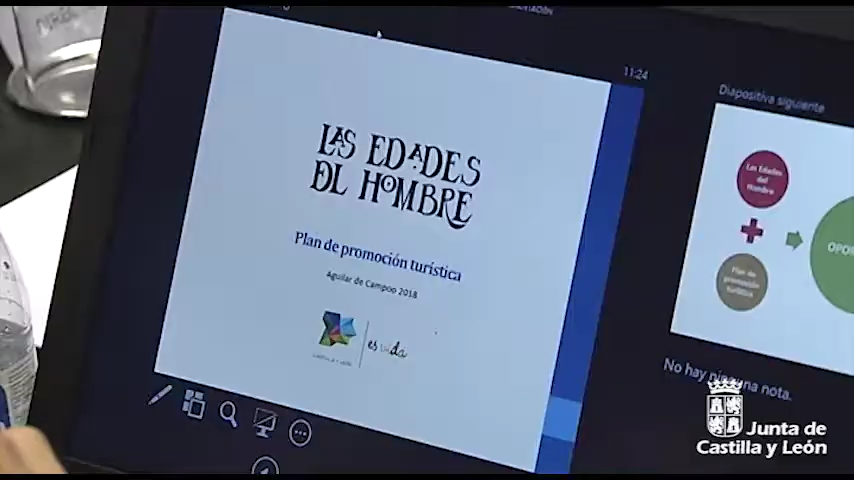 11:24
LAS EDADES
DL HOMBRE
Plan de promoción turística
Aguilar de Campoo 2018
es vida
Diapositiva siguiente
Las Edades
del
Hombre
Plan de
promoción
turística
No hay ninguna nota.
Junta de
Castilla y León